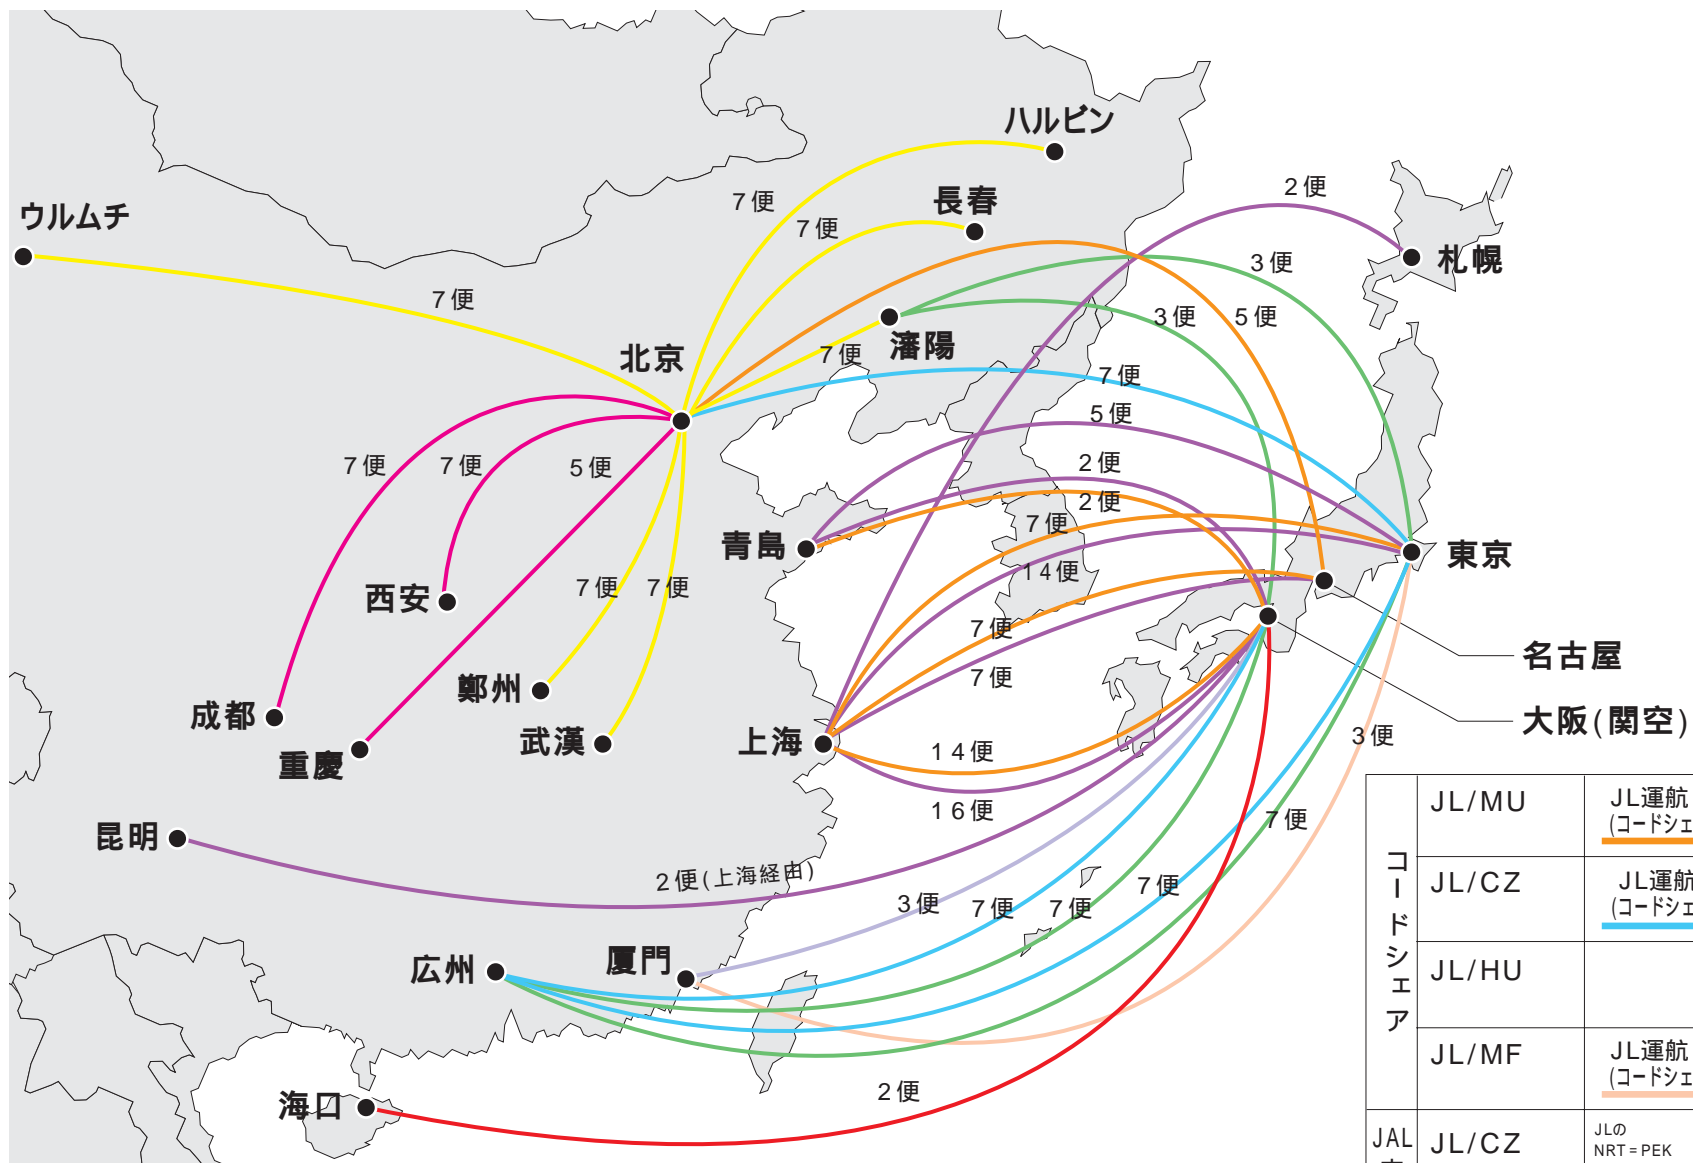 ハルビン
2便
長春
7便
ウルムチ
7便
札幌
3便
7便
3便
5便
瀋陽
北京
7便
7便
5便
7便
7便
5便
2便
2便
7便
青島
東京
14便
7便
7便
西安
7便
名古屋
7便
鄭州
成都
大阪(関空)
武漢
上海
3便
重慶
14便
16便
7便
昆明
2便(上海経由)
7便
3便
7便
7便
広州
厦門
2便
海口
コードシェア
JL/MU
JL運航
(コードシェ
JL/CZ
JL運航
(コードシェ
JL/HU
JL/MF
JL運航
(コードシェ
JAL
JL/CZ
JLの
NRT=PEK